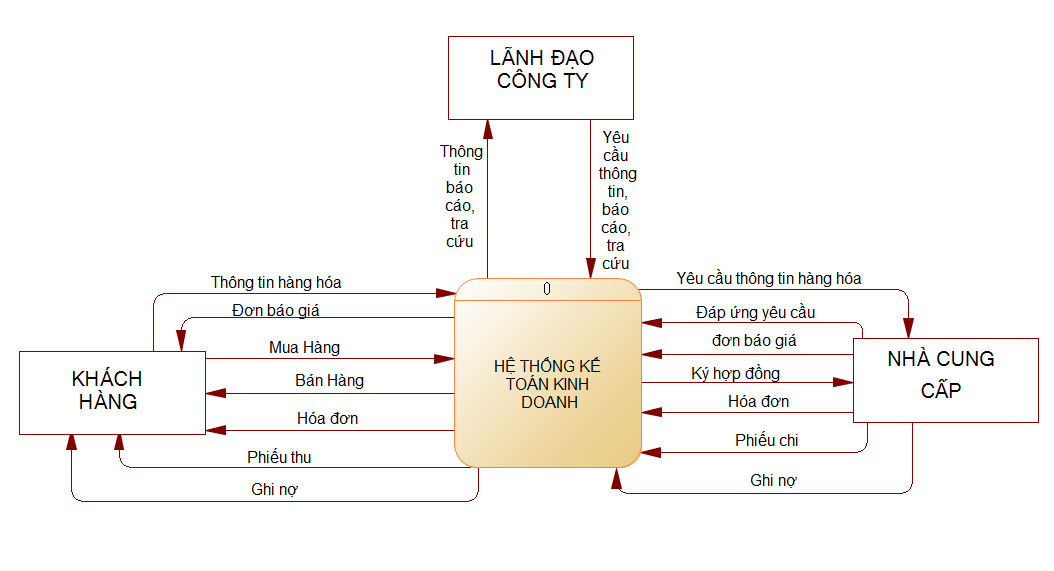 LÃNH ĐẠO
CÔNG TY
Thông
tin
báo
cáo,
tra
cứu
Yêu
cầu
thông
tin,
báo
cáo,
tra
cứu
Thông tin hàng hóa
Đơn báo giá
Mua Hàng
Bán Hàng
Hóa đơn
Phiếu thu
Ghi nợ
KHÁCH
HÀNG
0
HỆ THỐNG KẾ
TOÁN KINH
DOANH
Yêu cầu thông tin hàng hóa
Đáp ứng yêu cầu
đơn báo giá
Ký hợp đồng
Hóa đơn
Phiếu chi
Ghi nợ
NHÀ CUNG
CẤP